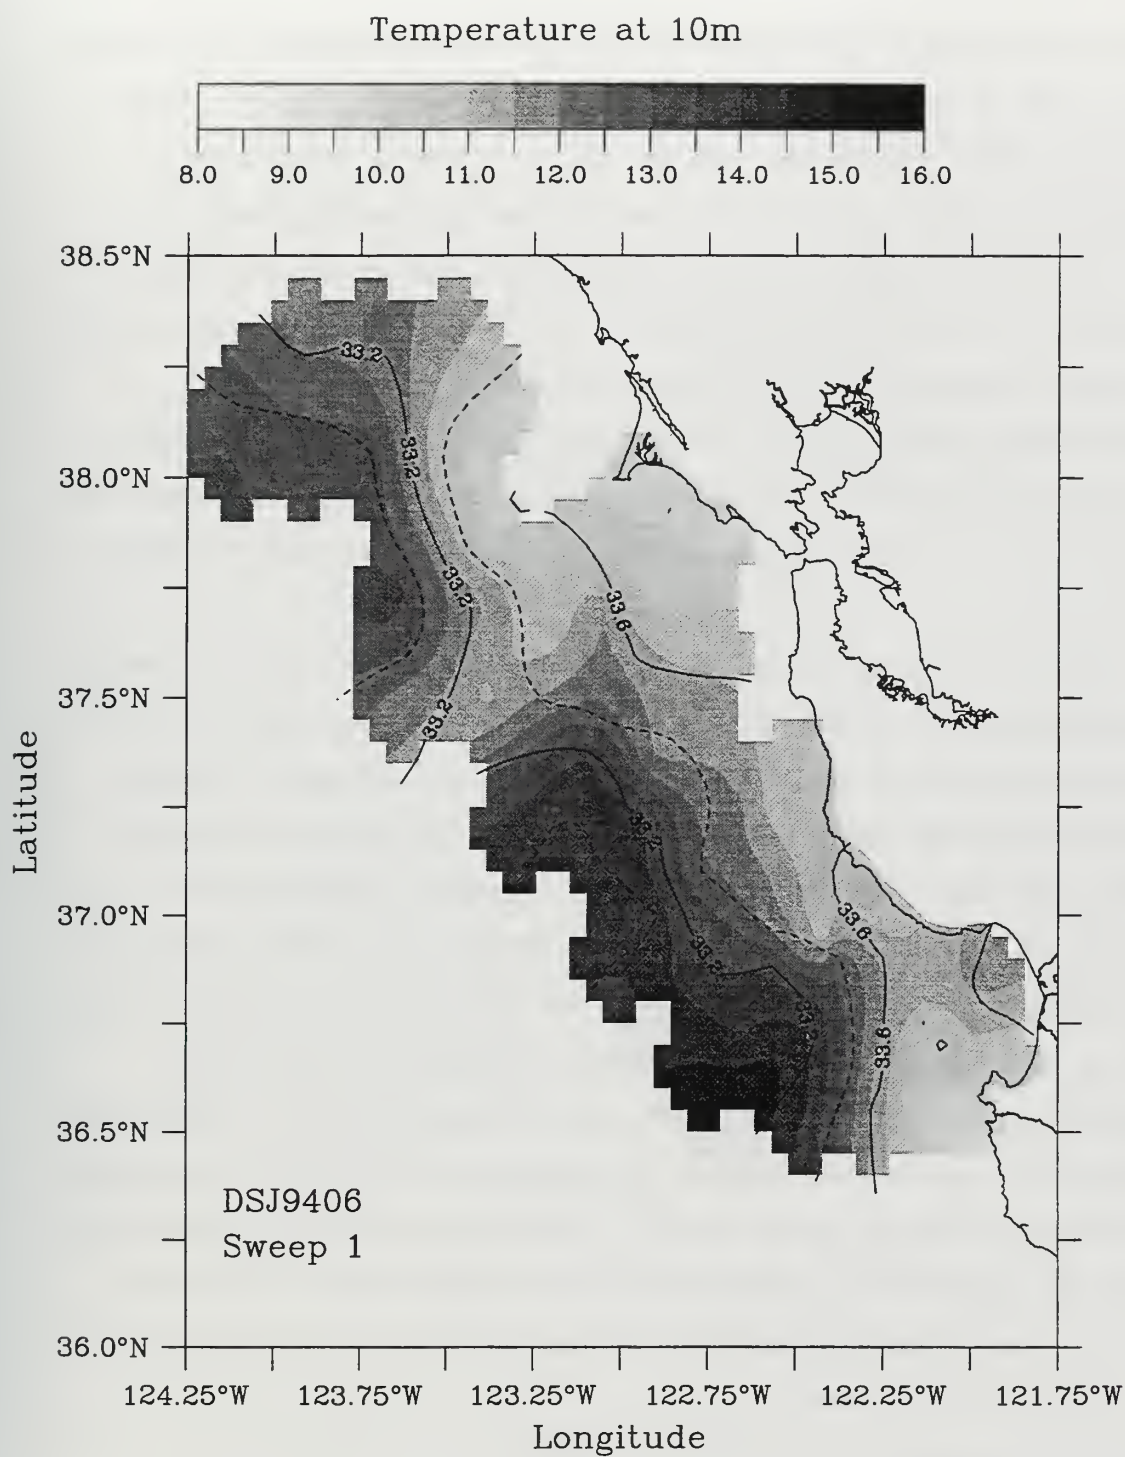 Temperature at 10m
8.0 9.0 10.0 11.0 12.0 13.0 14.0 15.0 16.0
38.5°N
33.2
33.2
38.0°N
33.2
33.6
37.5°N
33.2
Latitude
33.2
37.0°N
33.6
33.2
33.2
33.6
36.5°N
DSJ9406
Sweep 1
36.0°N
124.25°W 123.75°W 123.25°W 122.75°W 122.25°W 121.75°W
Longitude